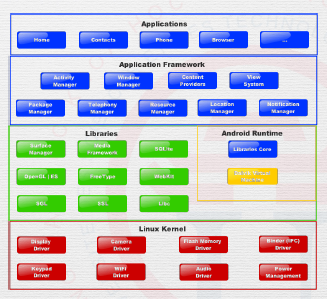 Applications
Home
Contacts
Phone
Browser
...
Application Framework
Activity
Manager
Window
Manager
Content
Providers
View
System
Package
Manager
Telephony
Manager
Resource
Manager
Location
Manager
Notification
Manager
Libraries
Android Runtime
Surface
Manager
Media
Framework
SQLite
Libraries Core
OpenGL | ES
FreeType
WebKit
SGL
SSL
Libc
Linux Kernel
Display
Driver
Camera
Driver
Flash Memory
Driver
Binder (IPC)
Driver
Keypad
Driver
WiFi
Driver
Audio
Driver
Power
Management